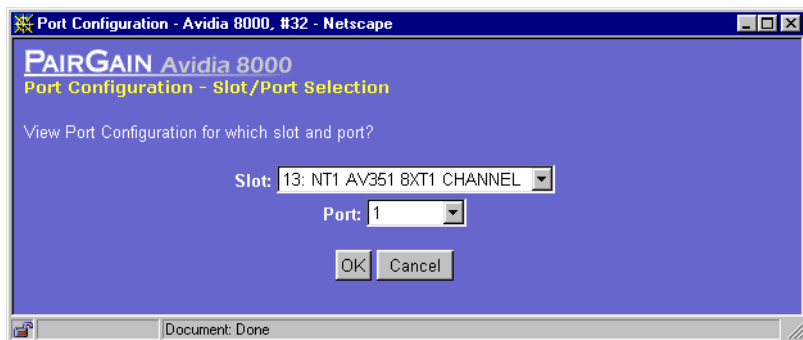 Port Configuration - Avidia 8000, #32 - Netscape
PAIRGAIN Avidia 8000
Port Configuration - Slot/Port Selection
View Port Configuration for which slot and port?
Slot: 13: NT1 AV351 8XT1 CHANNEL
Port: 1
OK Cancel
Document: Done